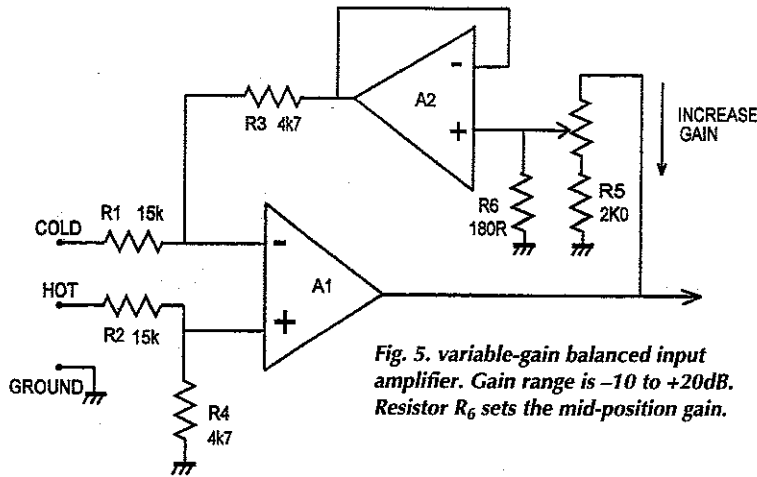 -
A2
+
R3 4k7
INCREASE
GAIN
R6
180R
R5
2K0
R1 15k
COLD
-
A1
+
HOT
R2 15k
GROUND
R4
4k7
Fig. 5. variable-gain balanced input
amplifier. Gain range is –10 to +20dB.
Resistor R6 sets the mid-position gain.